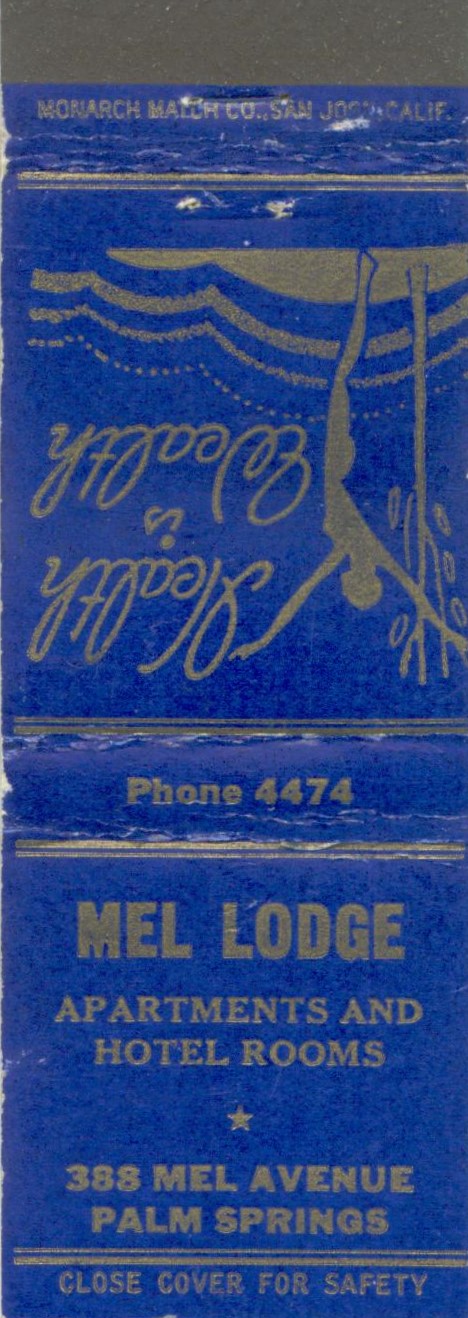 MONARCH MATCH CO., SAN JOSE, CALIF.
Health
is
Wealth
Phone 4474
MEL LODGE
APARTMENTS AND
HOTEL ROOMS
388 MEL AVENUE
PALM SPRINGS
CLOSE COVER FOR SAFETY